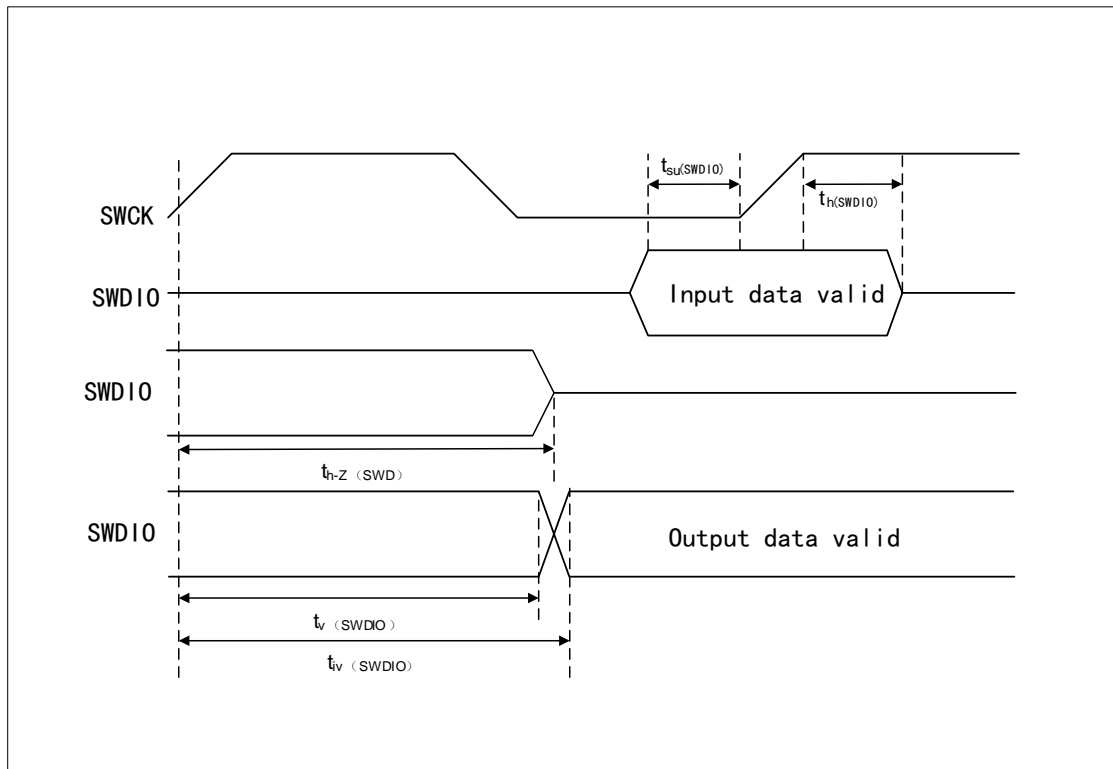 tsu(SWDIO)
th(SWDIO)
SWCK
SWDIO
Input data valid
SWDIO
th-Z（SWD）
SWDIO
Output data valid
tv（SWDIO）
tiv（SWDIO）